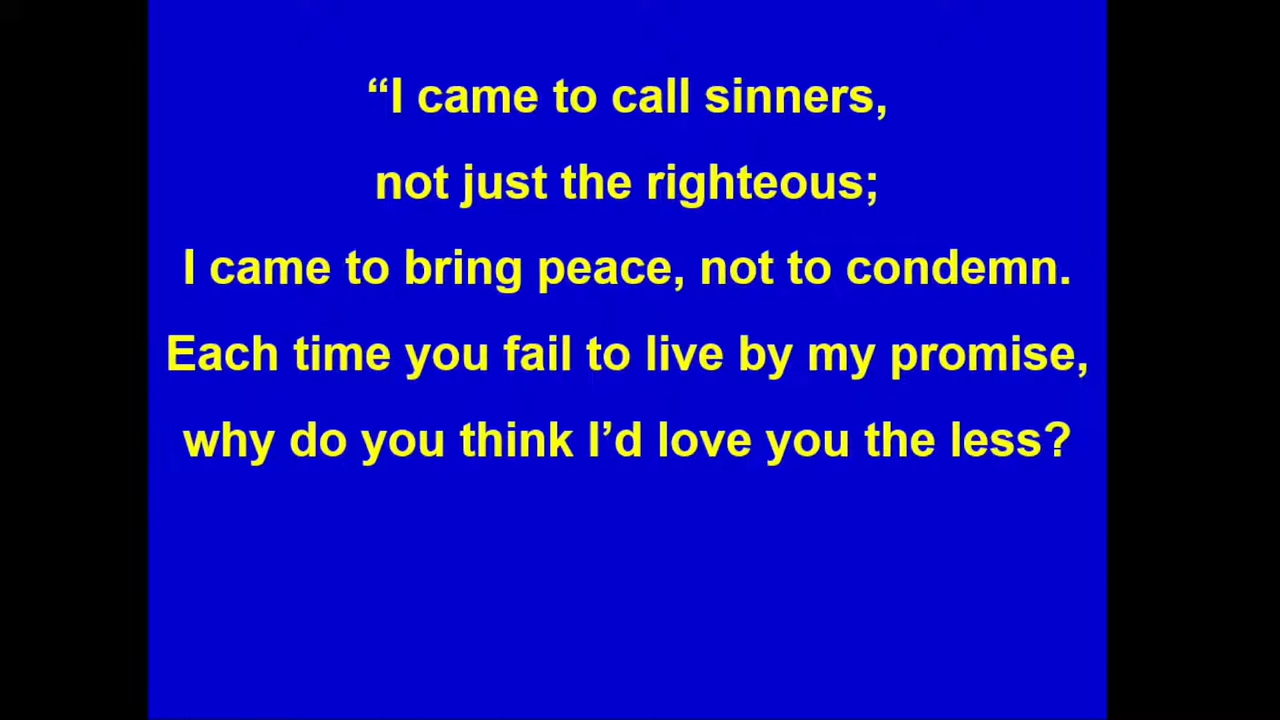 “I came to call sinners,
not just the righteous;
I came to bring peace, not to condemn.
Each time you fail to live by my promise,
why do you think I’d love you the less?